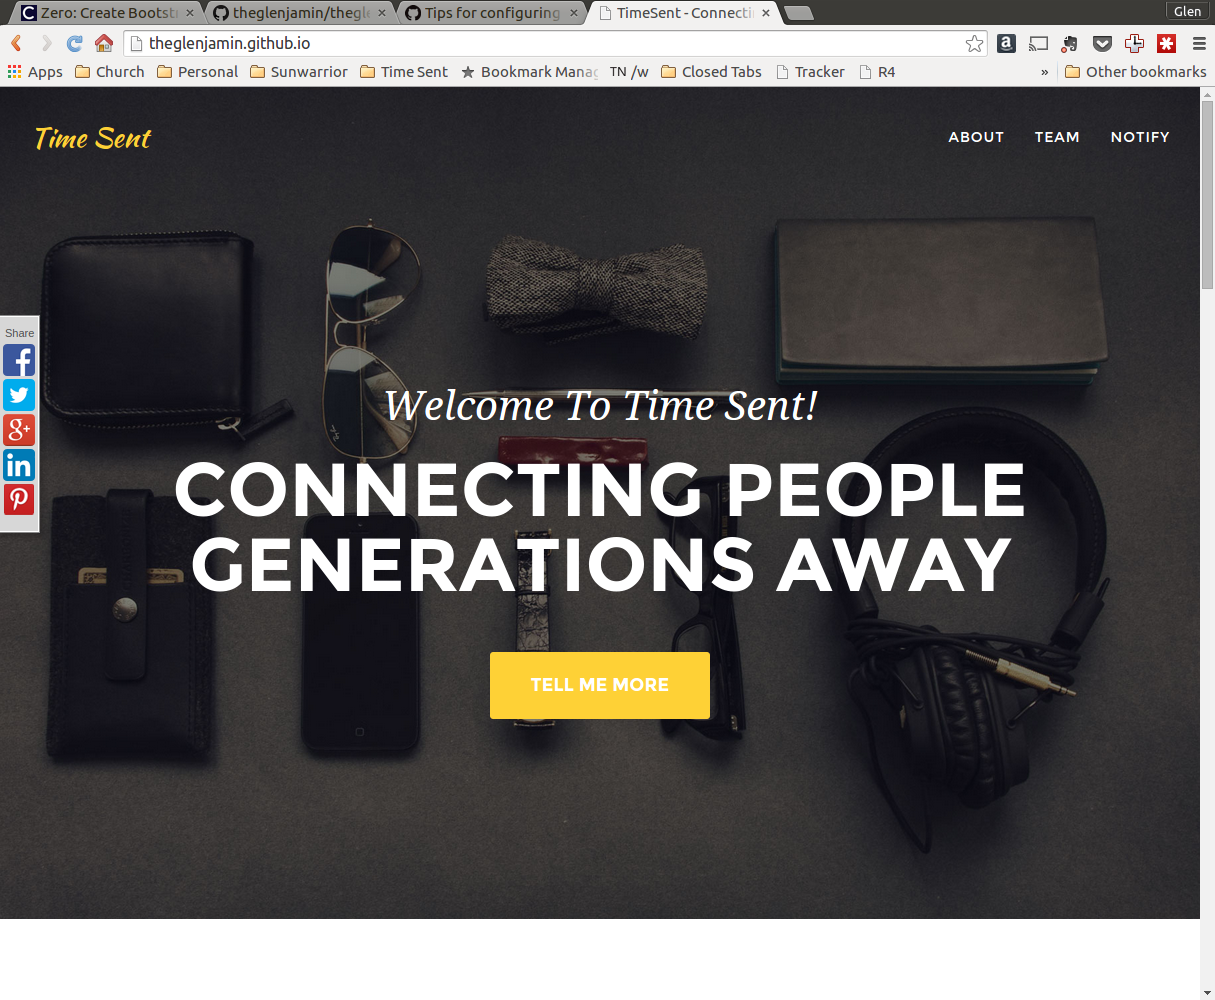 Zero: Create Bootst
theglenjamin/thegl
Tips for configuring
TimeSent - Connecti
Glen
theglenjamin.github.io
Apps
Church
Personal
Sunwarrior
Time Sent
Bookmark Manag
TN /w
Closed Tabs
Tracker
R4
»
Other bookmarks
Time Sent
ABOUT
TEAM
NOTIFY
Share
Welcome To Time Sent!
CONNECTING PEOPLE
GENERATIONS AWAY
TELL ME MORE